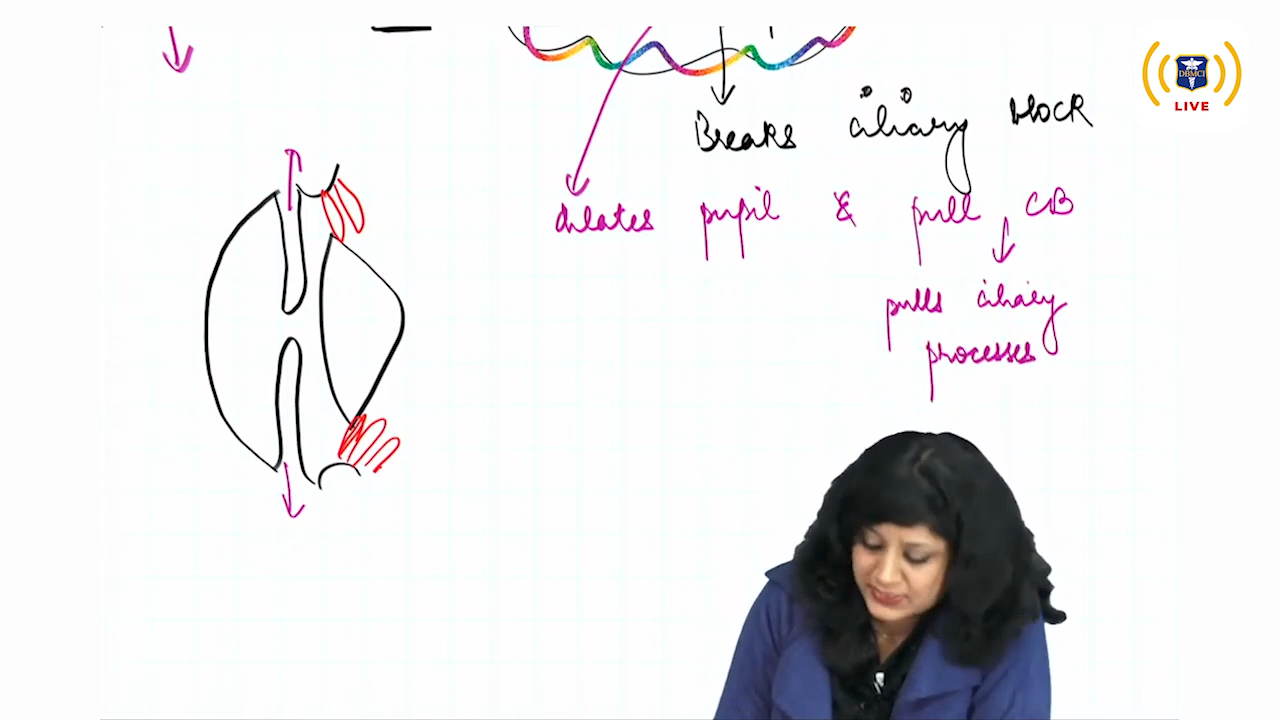 DBMCI
LIVE
Breaks ciliary block
dilates pupil & pull CB
pulls ciliary
processes